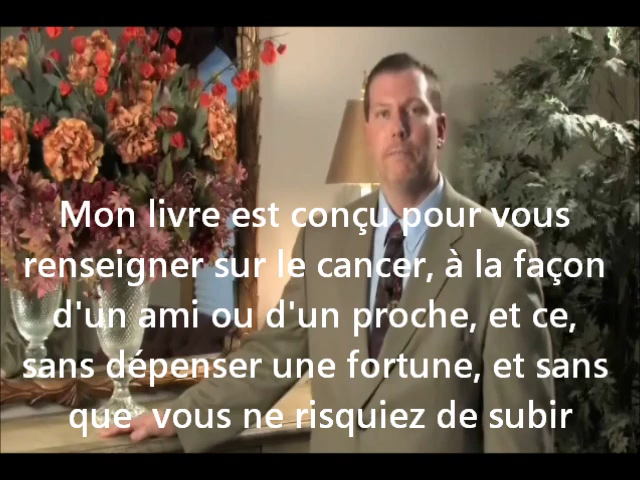 Mon livre est conçu pour vous
renseigner sur le cancer, à la façon
d'un ami ou d'un proche, et ce,
sans dépenser une fortune, et sans
que  vous ne risquiez de subir